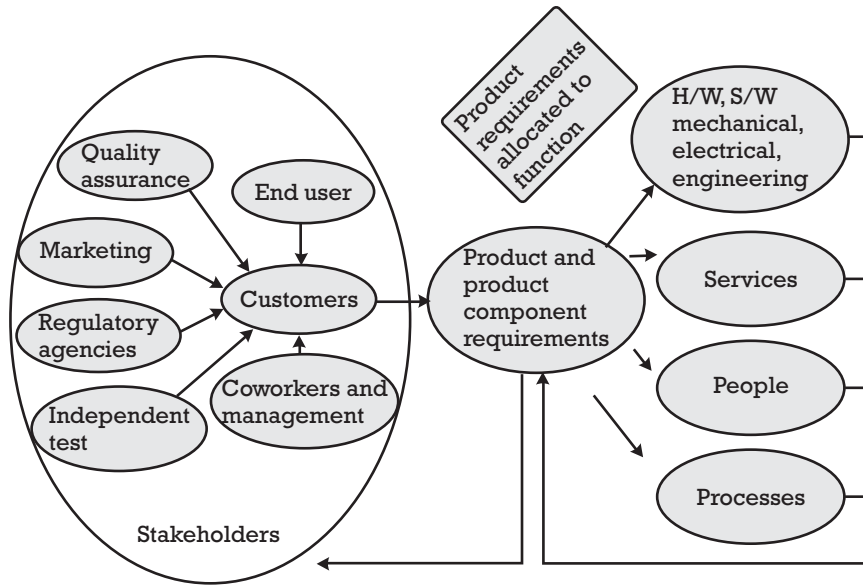 Quality
assurance
End user
Marketing
Customers
Regulatory
agencies
Independent
test
Coworkers and
management
Stakeholders
Product
requirements
allocated to
function
Product and
product
component
requirements
H/W, S/W
mechanical,
electrical,
engineering
Services
People
Processes